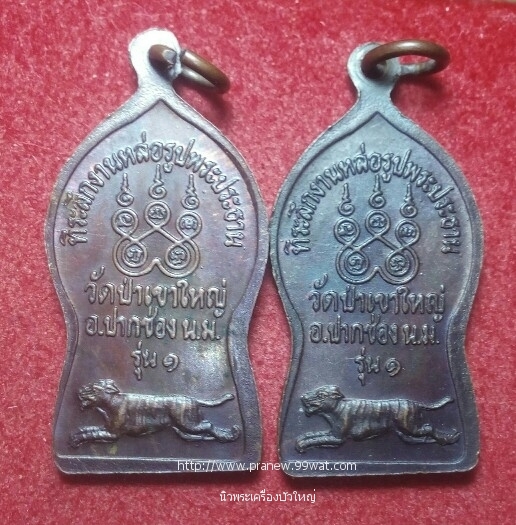 ที่ระฦกงานหล่อรูปพระประธาน
วัดป่าเขาใหญ่
อ.ปากช่อง น.ม.
รุ่น ๑
ที่ระฦกงานหล่อรูปพระประธาน
วัดป่าเขาใหญ่
อ.ปากช่อง น.ม.
รุ่น ๑
http://www.pranew.99wat.com
นิวพระเครื่องบัวใหญ่